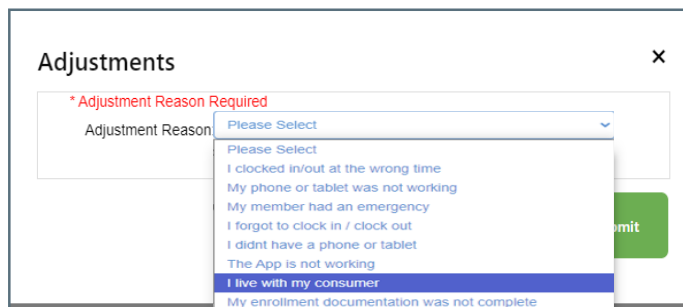 Adjustments ×
* Adjustment Reason Required
Adjustment Reason: Please Select
Please Select
I clocked in/out at the wrong time
My phone or tablet was not working
My member had an emergency
I forgot to clock in / clock out
I didnt have a phone or tablet
The App is not working
I live with my consumer
My enrollment documentation was not complete